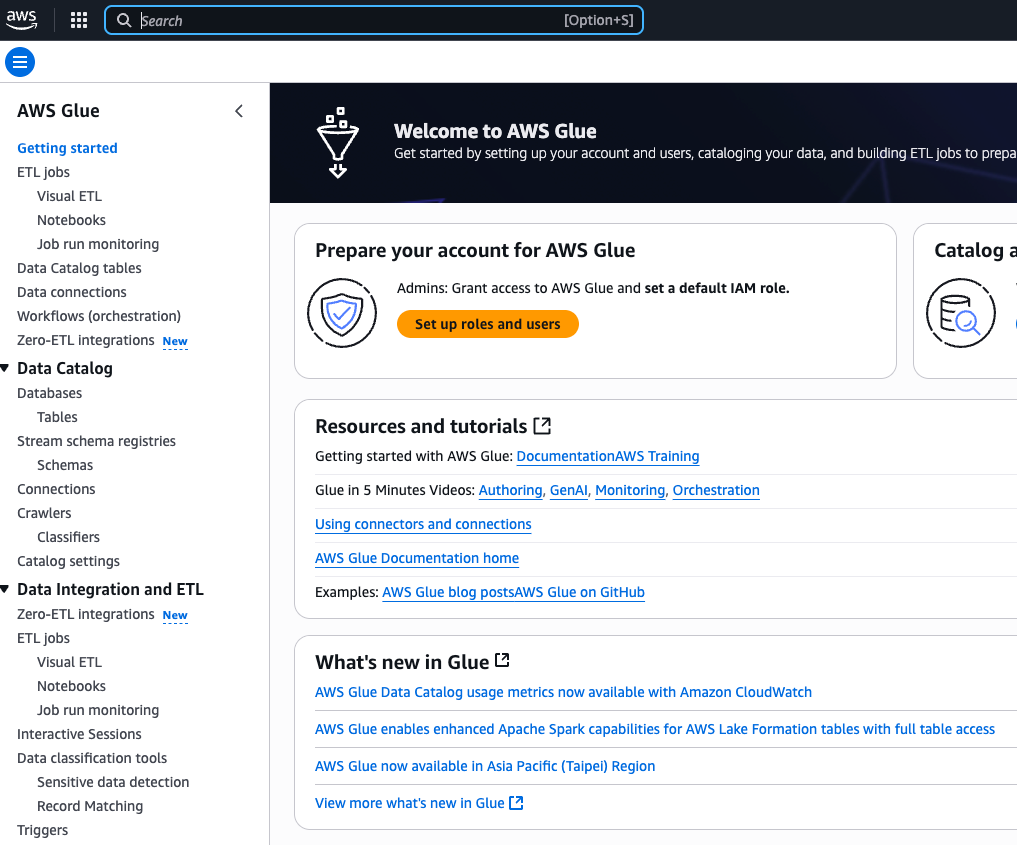 aws
Search [Option+S]
AWS Glue
Getting started
ETL jobs
Visual ETL
Notebooks
Job run monitoring
Data Catalog tables
Data connections
Workflows (orchestration)
Zero-ETL integrations New
Data Catalog
Databases
Tables
Stream schema registries
Schemas
Connections
Crawlers
Classifiers
Catalog settings
Data Integration and ETL
Zero-ETL integrations New
ETL jobs
Visual ETL
Notebooks
Job run monitoring
Interactive Sessions
Data classification tools
Sensitive data detection
Record Matching
Triggers
Welcome to AWS Glue
Get started by setting up your account and users, cataloging your data, and building ETL jobs to prepa
Prepare your account for AWS Glue
Admins: Grant access to AWS Glue and set a default IAM role.
Set up roles and users
Catalog a
Resources and tutorials
Getting started with AWS Glue: DocumentationAWS Training
Glue in 5 Minutes Videos: Authoring, GenAI, Monitoring, Orchestration
Using connectors and connections
AWS Glue Documentation home
Examples: AWS Glue blog postsAWS Glue on GitHub
What's new in Glue
AWS Glue Data Catalog usage metrics now available with Amazon CloudWatch
AWS Glue enables enhanced Apache Spark capabilities for AWS Lake Formation tables with full table access
AWS Glue now available in Asia Pacific (Taipei) Region
View more what's new in Glue